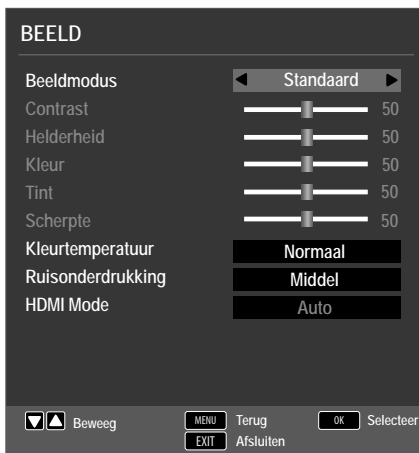 BEELD
Beeldmodus Standaard
Contrast 50
Helderheid 50
Kleur 50
Tint 50
Scherpte 50
Kleurtemperatuur Normaal
Ruisonderdrukking Middel
HDMI Mode Auto
Beweeg MENU Terug OK Selecteer
EXIT Afsluiten